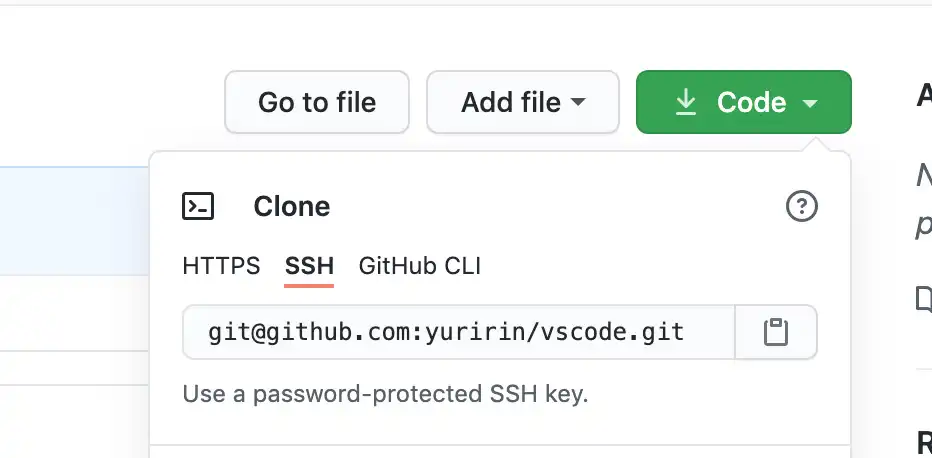 Go to file Add file Code
Clone
HTTPS SSH GitHub CLI
git@github.com:yuririn/vscode.git
Use a password-protected SSH key.